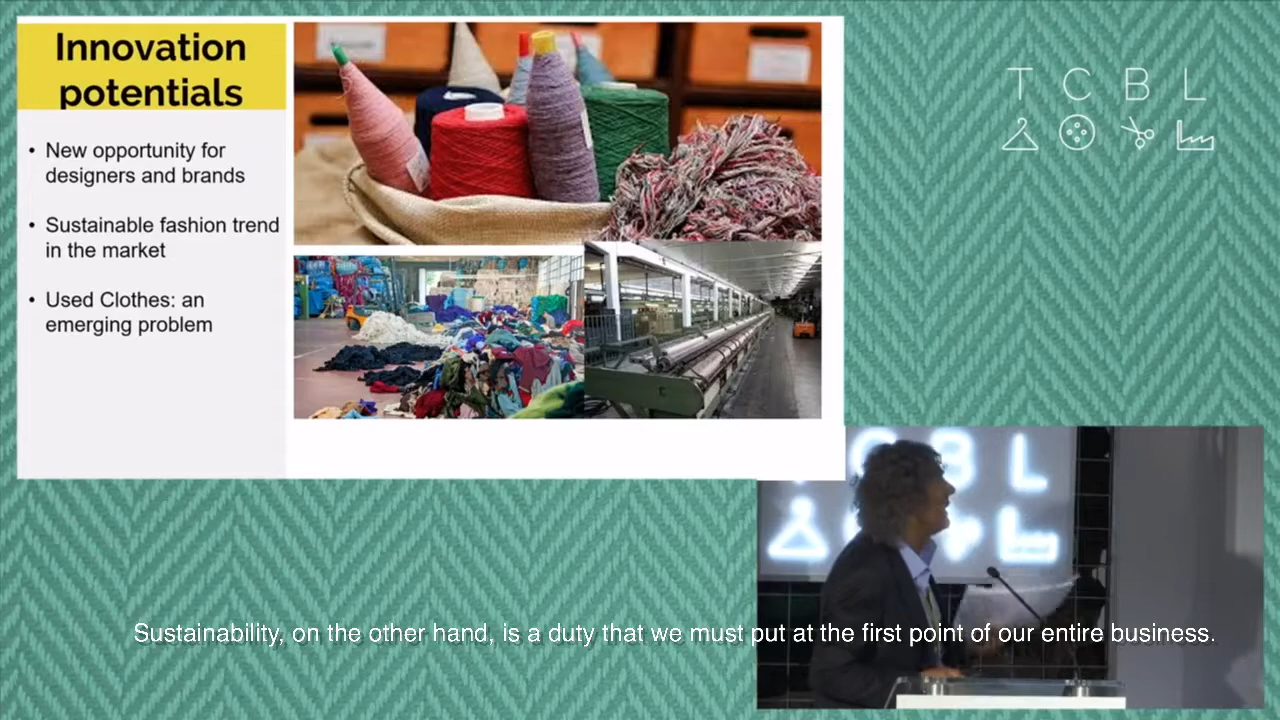 Innovation
potentials
• New opportunity for
designers and brands
• Sustainable fashion trend
in the market
• Used Clothes: an
emerging problem
T C B L
B L
Sustainability, on the other hand, is a duty that we must put at the first point of our entire business.